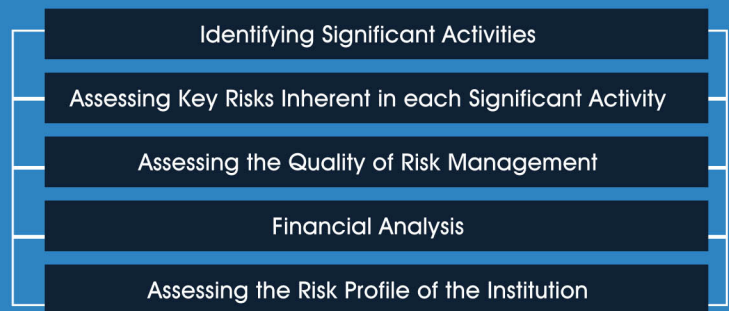 Identifying Significant Activities
Assessing Key Risks Inherent in each Significant Activity
Assessing the Quality of Risk Management
Financial Analysis
Assessing the Risk Profile of the Institution